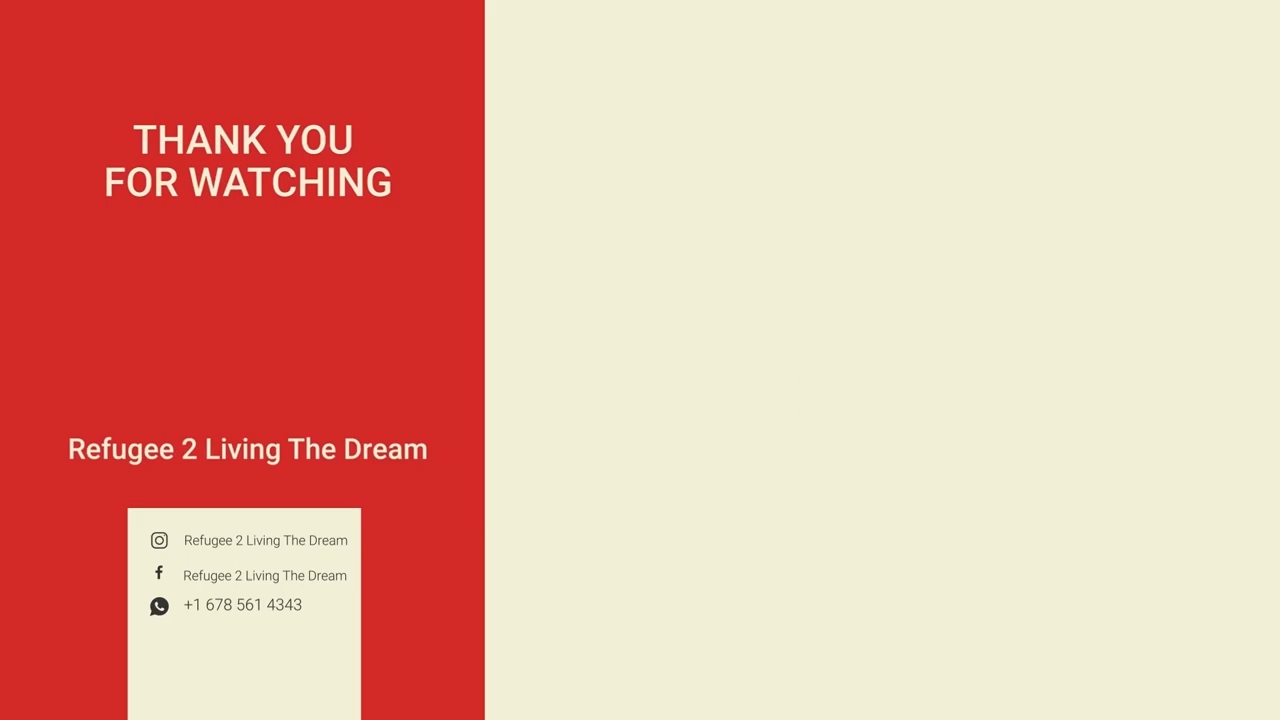 THANK YOU
FOR WATCHING
Refugee 2 Living The Dream
Refugee 2 Living The Dream
Refugee 2 Living The Dream
+1 678 561 4343